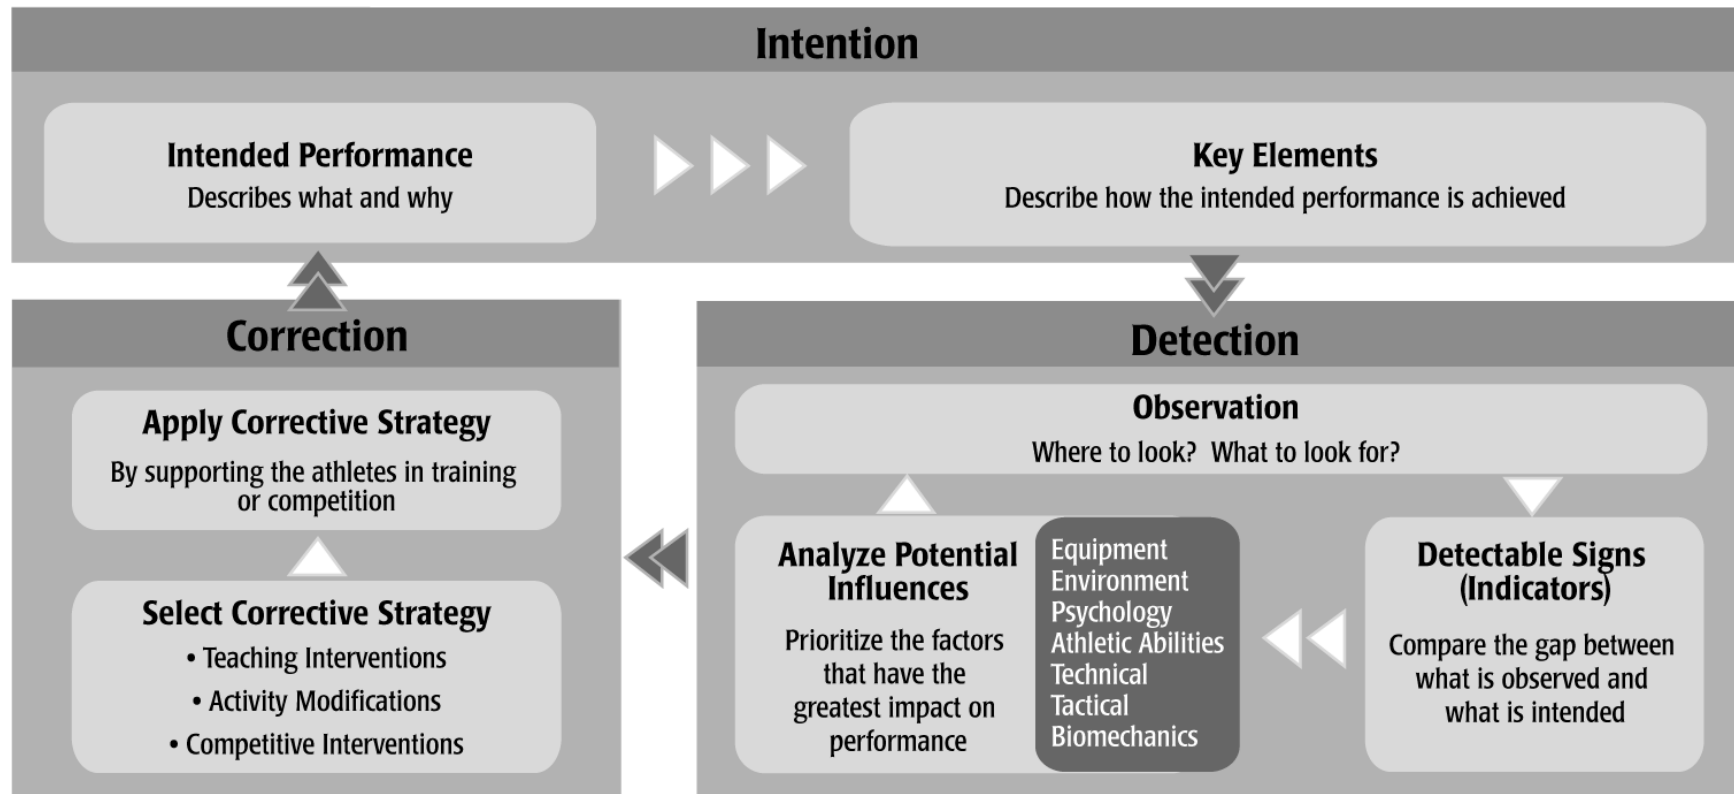 Intention
Intended Performance
Describes what and why
Key Elements
Describe how the intended performance is achieved
Correction
Apply Corrective Strategy
By supporting the athletes in training
or competition
Select Corrective Strategy
• Teaching Interventions
• Activity Modifications
• Competitive Interventions
Detection
Observation
Where to look? What to look for?
Analyze Potential
Influences
Prioritize the factors
that have the
greatest impact on
performance
Equipment
Environment
Psychology
Athletic Abilities
Technical
Tactical
Biomechanics
Detectable Signs
(Indicators)
Compare the gap between
what is observed and
what is intended